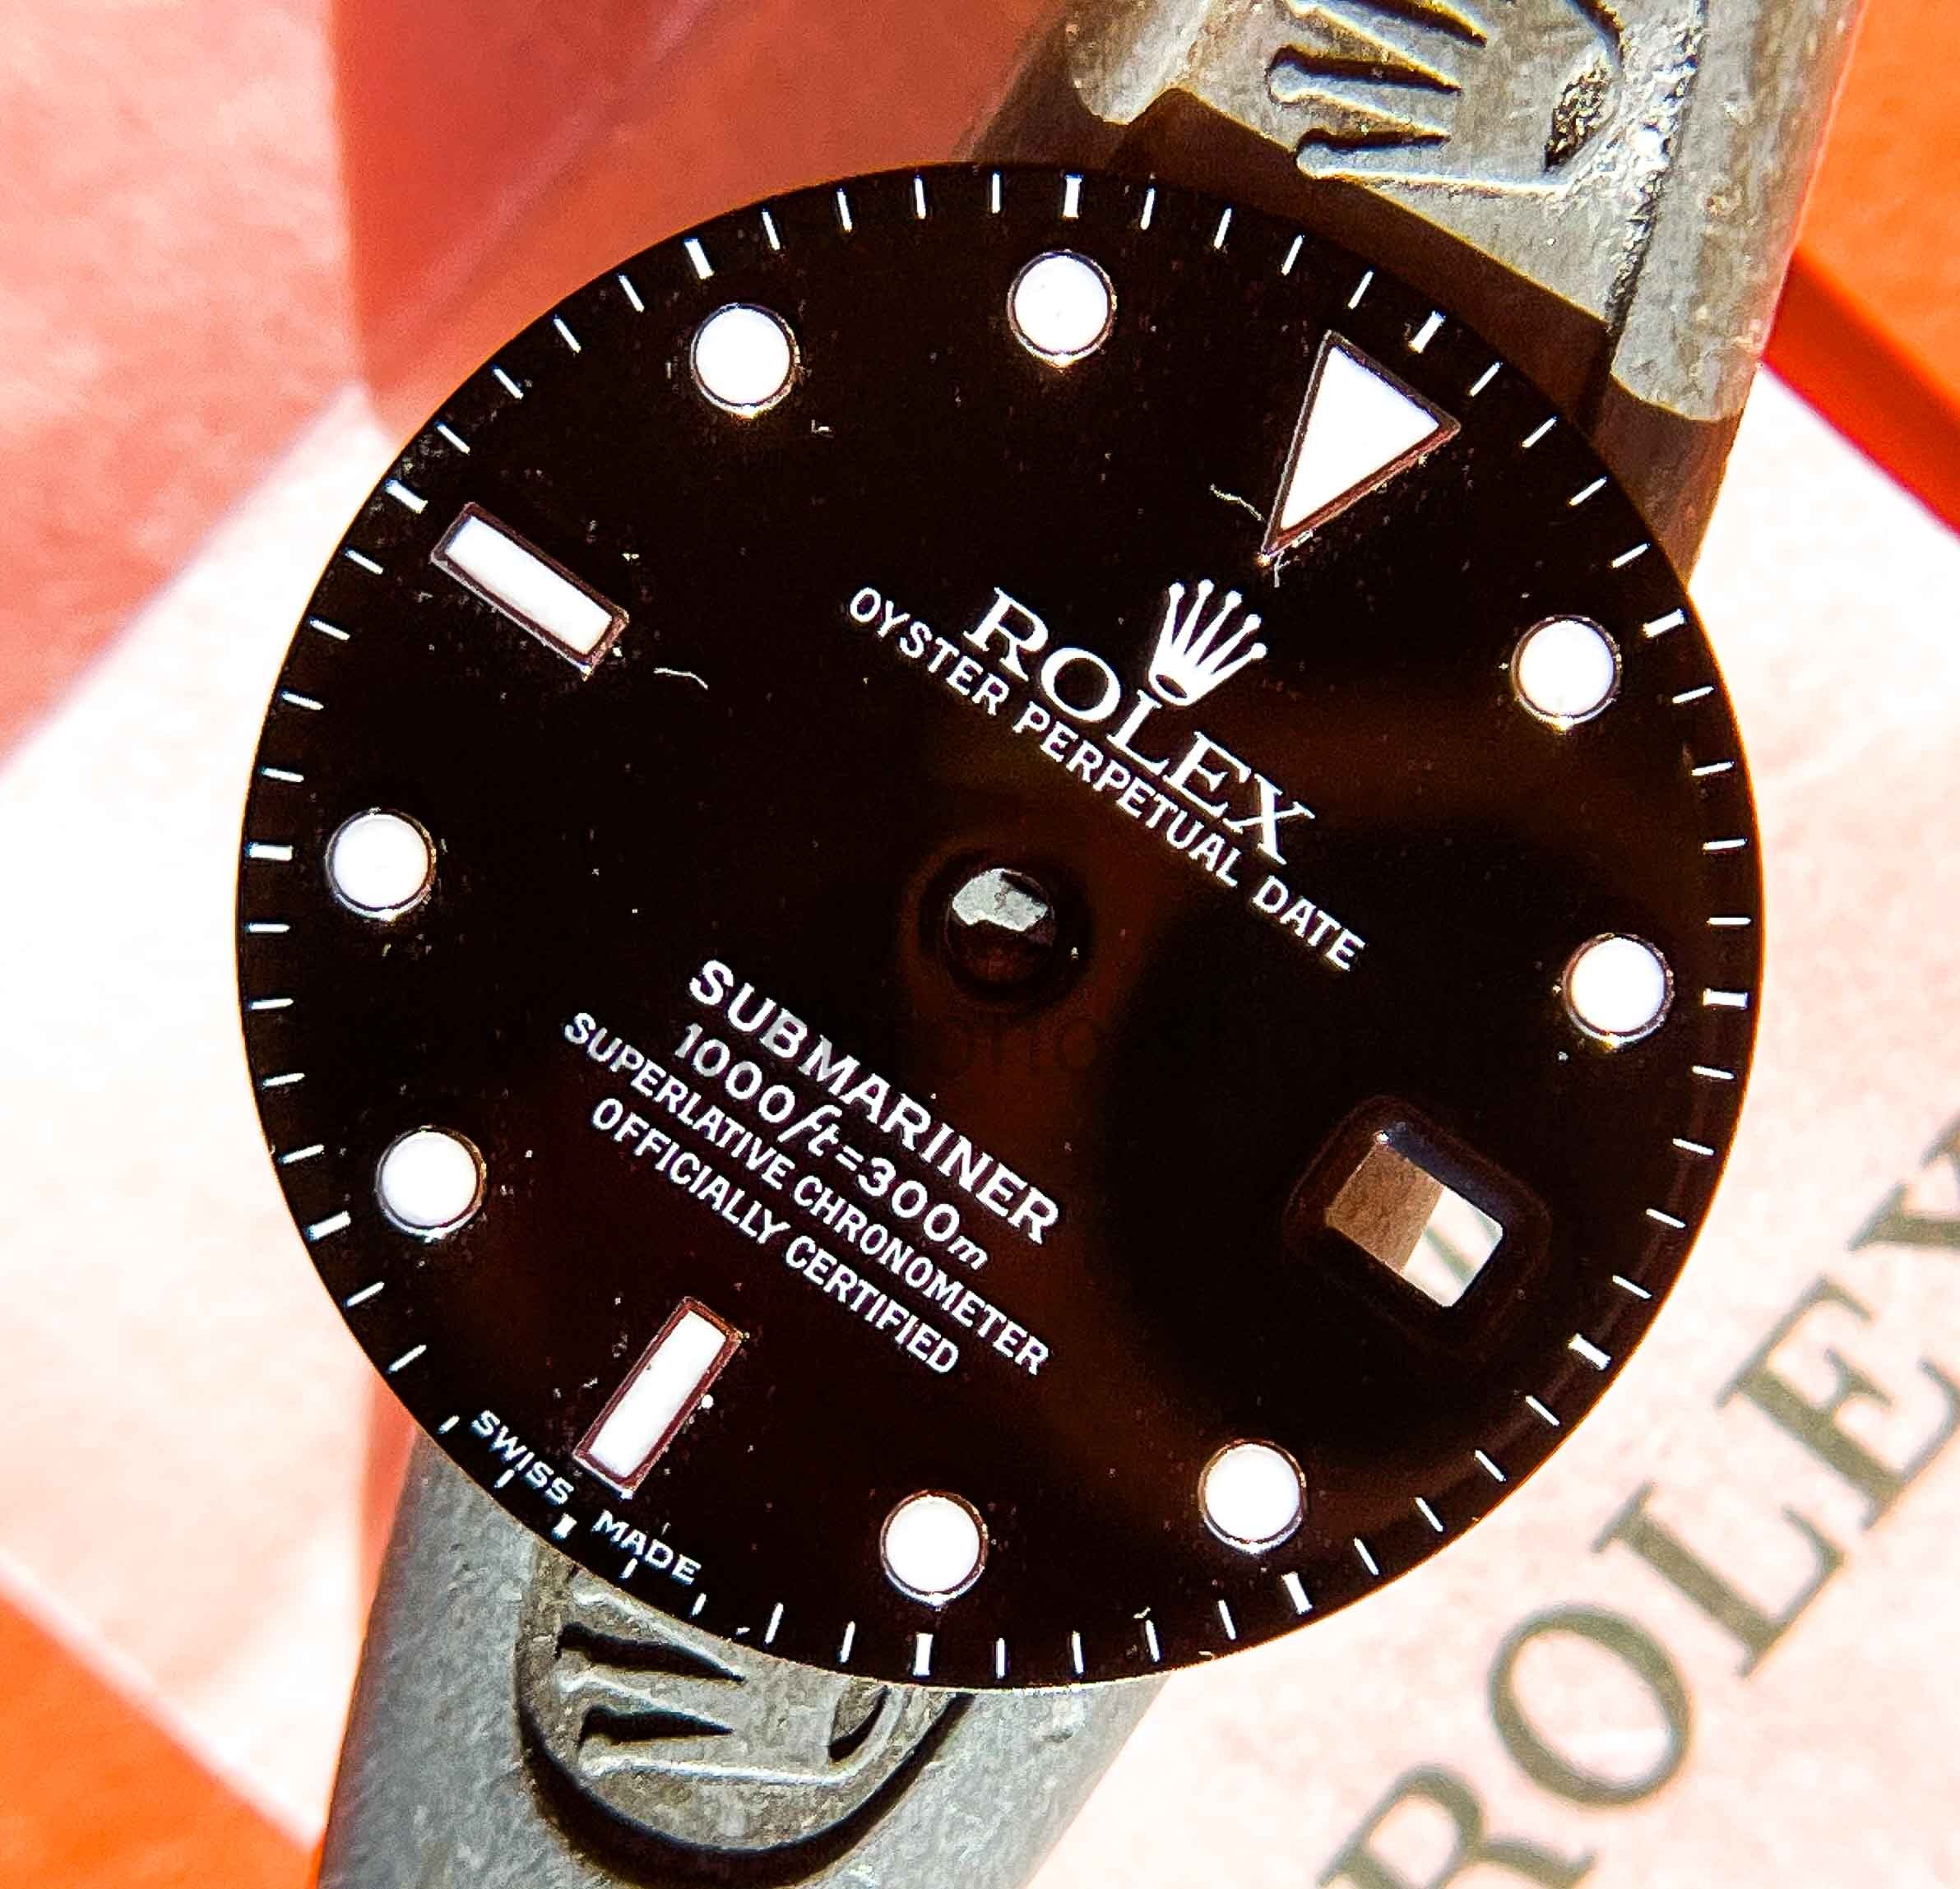 ROLEX
OYSTER PERPETUAL DATE
SUBMARINER
1000ft=300m
SUPERLATIVE CHRONOMETER
OFFICIALLY CERTIFIED
SWISS MADE
ROLEX